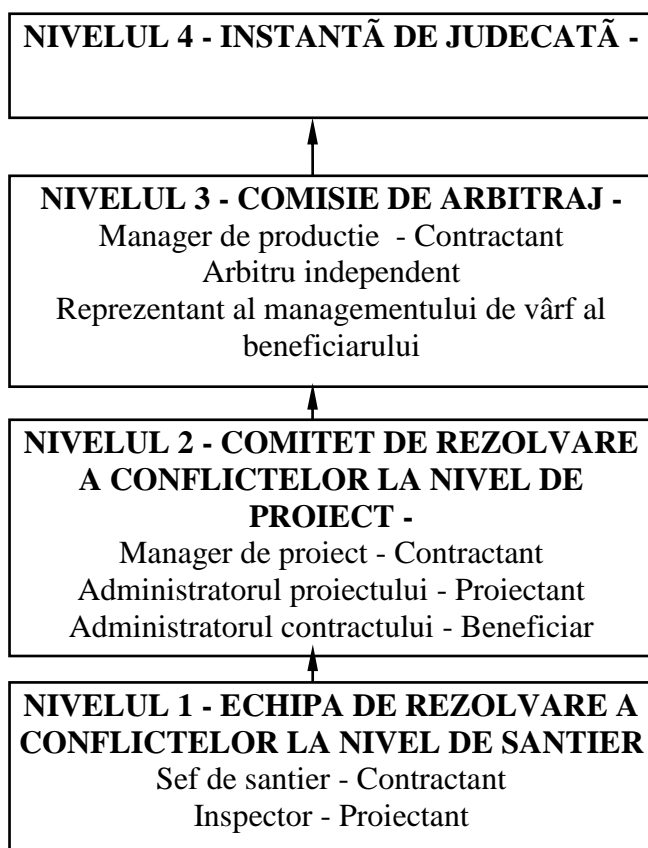 NIVELUL 4 - INSTANTÃ DE JUDECATÃ -
NIVELUL 3 - COMISIE DE ARBITRAJ -
Manager de productie - Contractant
Arbitru independent
Reprezentant al managementului de vârf al
beneficiarului
NIVELUL 2 - COMITET DE REZOLVARE
A CONFLICTELOR LA NIVEL DE
PROIECT -
Manager de proiect - Contractant
Administratorul proiectului - Proiectant
Administratorul contractului - Beneficiar
NIVELUL 1 - ECHIPA DE REZOLVARE A
CONFLICTELOR LA NIVEL DE SANTIER
Sef de santier - Contractant
Inspector - Proiectant